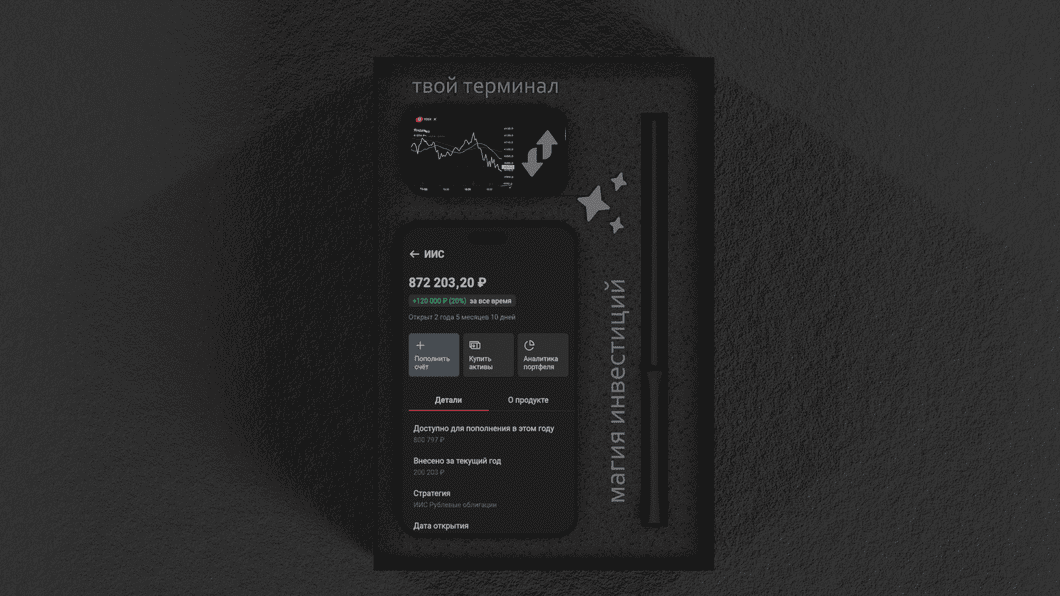 твой терминал
ИИС
872 203,20 ₽
+120 000 ₽ (20%) за все время
Открыт 2 года 5 месяцев 10 дней
Пополнить счёт
Купить активы
Аналитика портфеля
Детали
О продукте
Доступно для пополнения в этом году
800 797 ₽
Внесено за текущий год
200 203 ₽
Стратегия
ИИС Рублевые облигации
Дата открытия
магия инвестиций